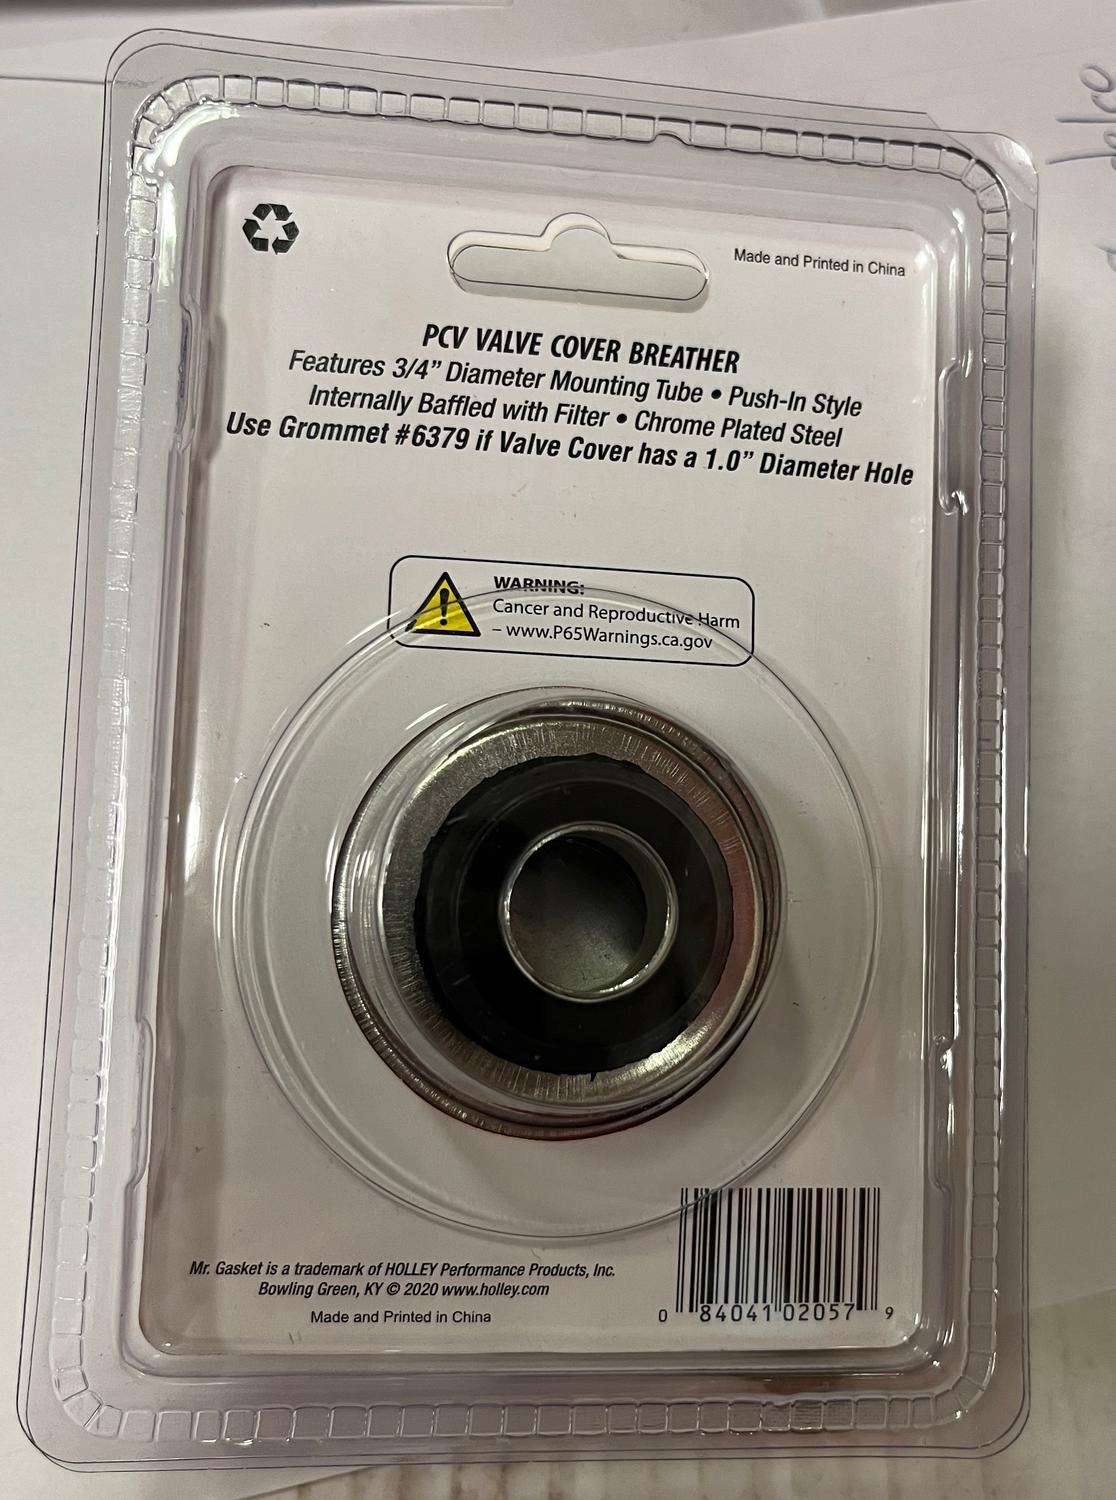 Made and Printed in China
PCV VALVE COVER BREATHER
Features 3/4” Diameter Mounting Tube • Push-In Style
Internally Baffled with Filter • Chrome Plated Steel
Use Grommet #6379 if Valve Cover has a 1.0” Diameter Hole
WARNING:
Cancer and Reproductive Harm
– www.P65Warnings.ca.gov
Mr. Gasket is a trademark of HOLLEY Performance Products, Inc.
Bowling Green, KY © 2020 www.holley.com
Made and Printed in China
0 84041 02057 9